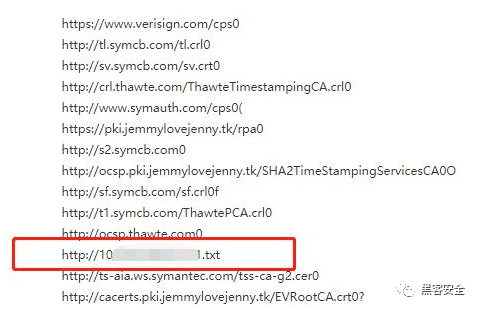 https://www.verisign.com/cps0
http://tl.symcb.com/tl.crl0
http://sv.symcb.com/sv.crt0
http://crl.thawte.com/ThawteTimestampingCA.crl0
http://www.symauth.com/cps0(
https://pki.jemmylovejenny.tk/rpa0
http://s2.symcb.com0
http://ocsp.pki.jemmylovejenny.tk/SHA2TimeStampingServicesCA0O
http://sf.symcb.com/sf.crl0f
http://t1.symcb.com/ThawtePCA.crl0
http://ocsp.thawte.com0
http://10 1.txt
http://ts-aia.ws.symantec.com/tss-ca-g2.cer0
http://cacerts.pki.jemmylovejenny.tk/EVRootCA.crt0?
黑客安全